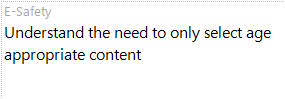 E-Safety
Understand the need to only select age
appropriate content